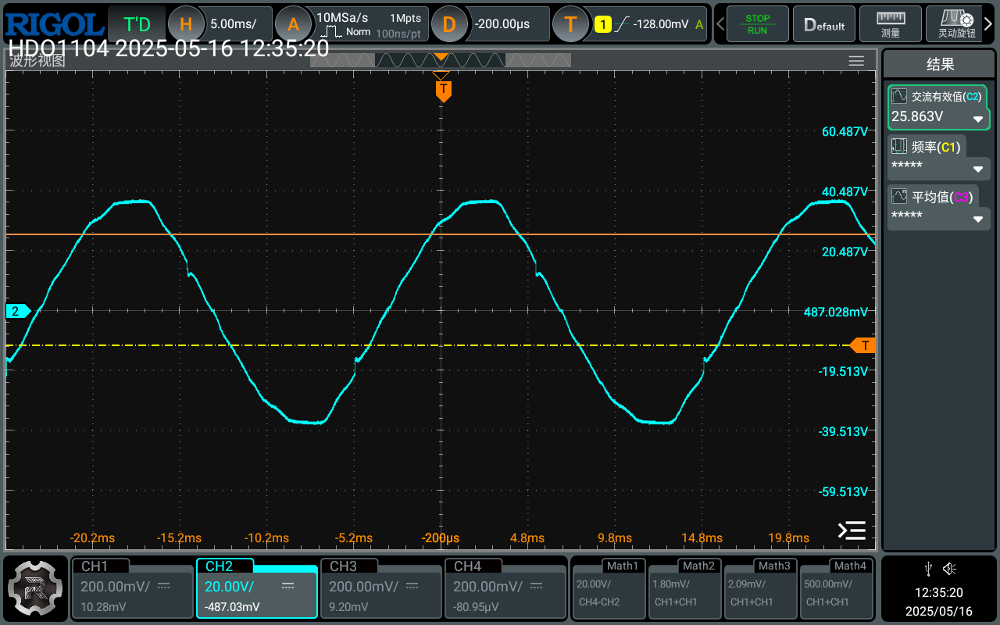 RIGOL T'D H 5.00ms/ A 10MSa/s 1Mpts Norm 100ns/pt D -200.00µs T 1 -128.00mV A STOP RUN Default 测量 灵动旋钮
HDO1104 2025-05-16 12:35:20
波形视图
结果
T
交流有效值(C2)
25.863V
频率(C1)
*****
平均值(C3)
*****
60.487V
40.487V
20.487V
2
487.028mV
T
-19.513V
-39.513V
-59.513V
-20.2ms -15.2ms -10.2ms -5.2ms -200µs 4.8ms 9.8ms 14.8ms 19.8ms
CH1 CH2 CH3 CH4 Math1 Math2 Math3 Math4
200.00mV/ 20.00V/ 200.00mV/ 200.00mV/ 20.00V/ 1.80mV/ 2.09mV/ 500.00mV/
10.28mV -487.03mV 9.20mV -80.95µV CH4-CH2 CH1+CH1 CH1+CH1 CH1+CH1
R
12:35:20
2025/05/16